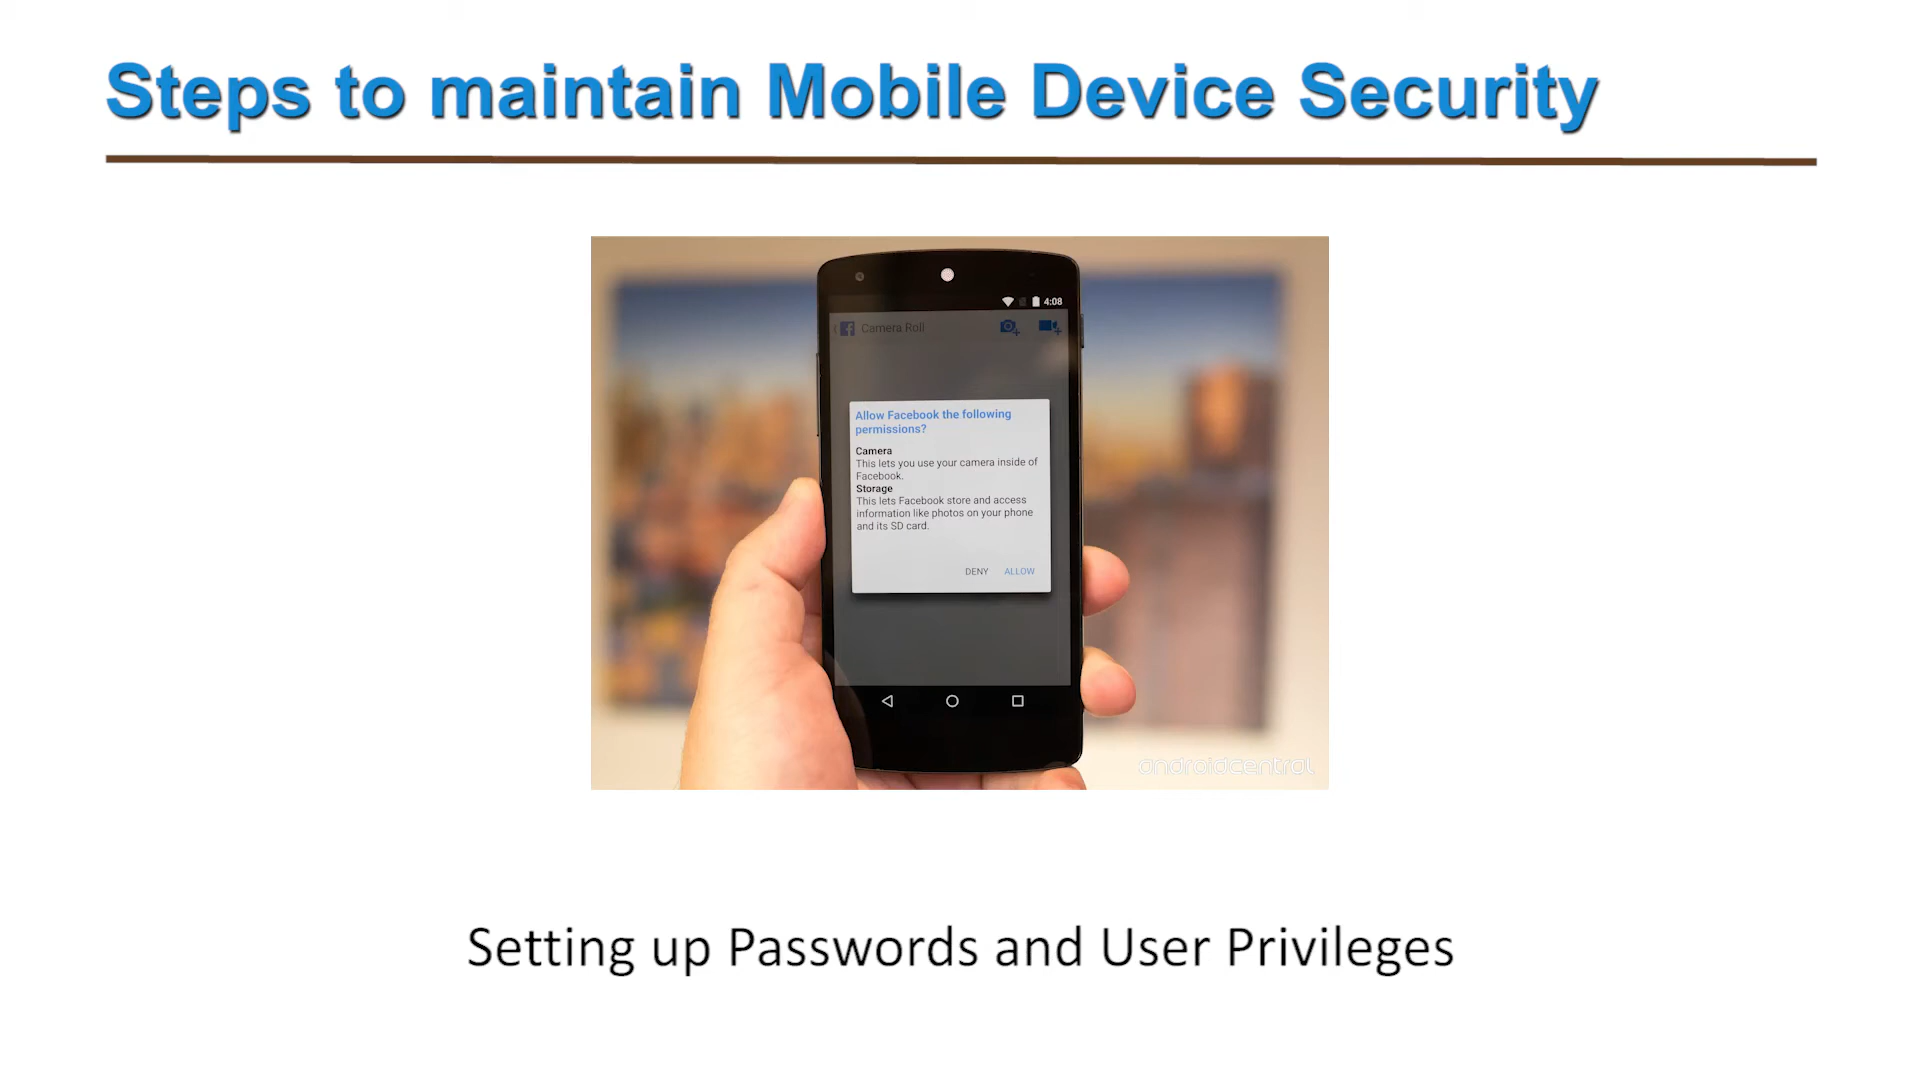 Steps to maintain Mobile Device Security
4:08
Camera Roll
Allow Facebook the following
permissions?
Camera
This lets you use your camera inside of
Facebook.
Storage
This lets Facebook store and access
information like photos on your phone
and its SD card.
DENY ALLOW
androidcentral
Setting up Passwords and User Privileges